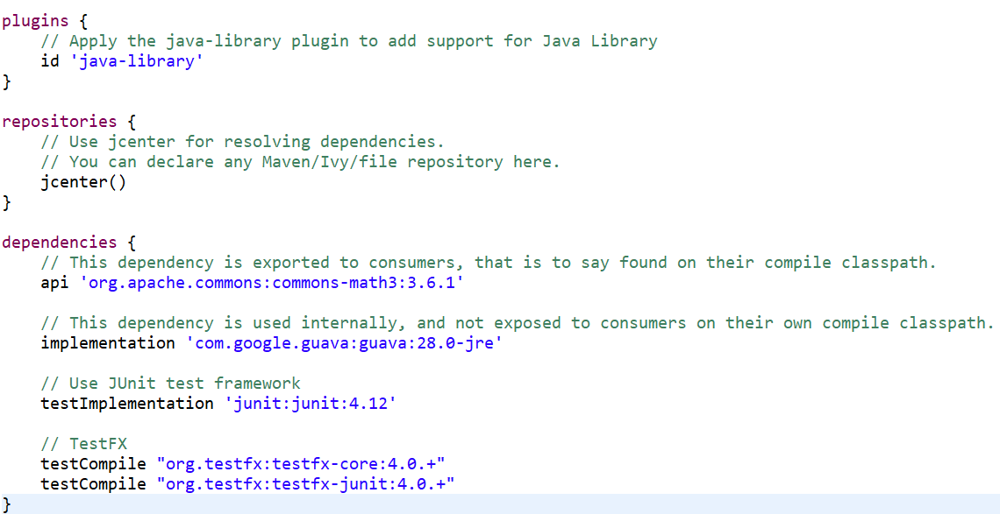 plugins {
    // Apply the java-library plugin to add support for Java Library
    id 'java-library'
}
repositories {
    // Use jcenter for resolving dependencies.
    // You can declare any Maven/Ivy/file repository here.
    jcenter()
}
dependencies {
    // This dependency is exported to consumers, that is to say found on their compile classpath.
    api 'org.apache.commons:commons-math3:3.6.1'
    // This dependency is used internally, and not exposed to consumers on their own compile classpath.
    implementation 'com.google.guava:guava:28.0-jre'
    // Use JUnit test framework
    testImplementation 'junit:junit:4.12'
    // TestFX
    testCompile "org.testfx:testfx-core:4.0.+"
    testCompile "org.testfx:testfx-junit:4.0.+"
}